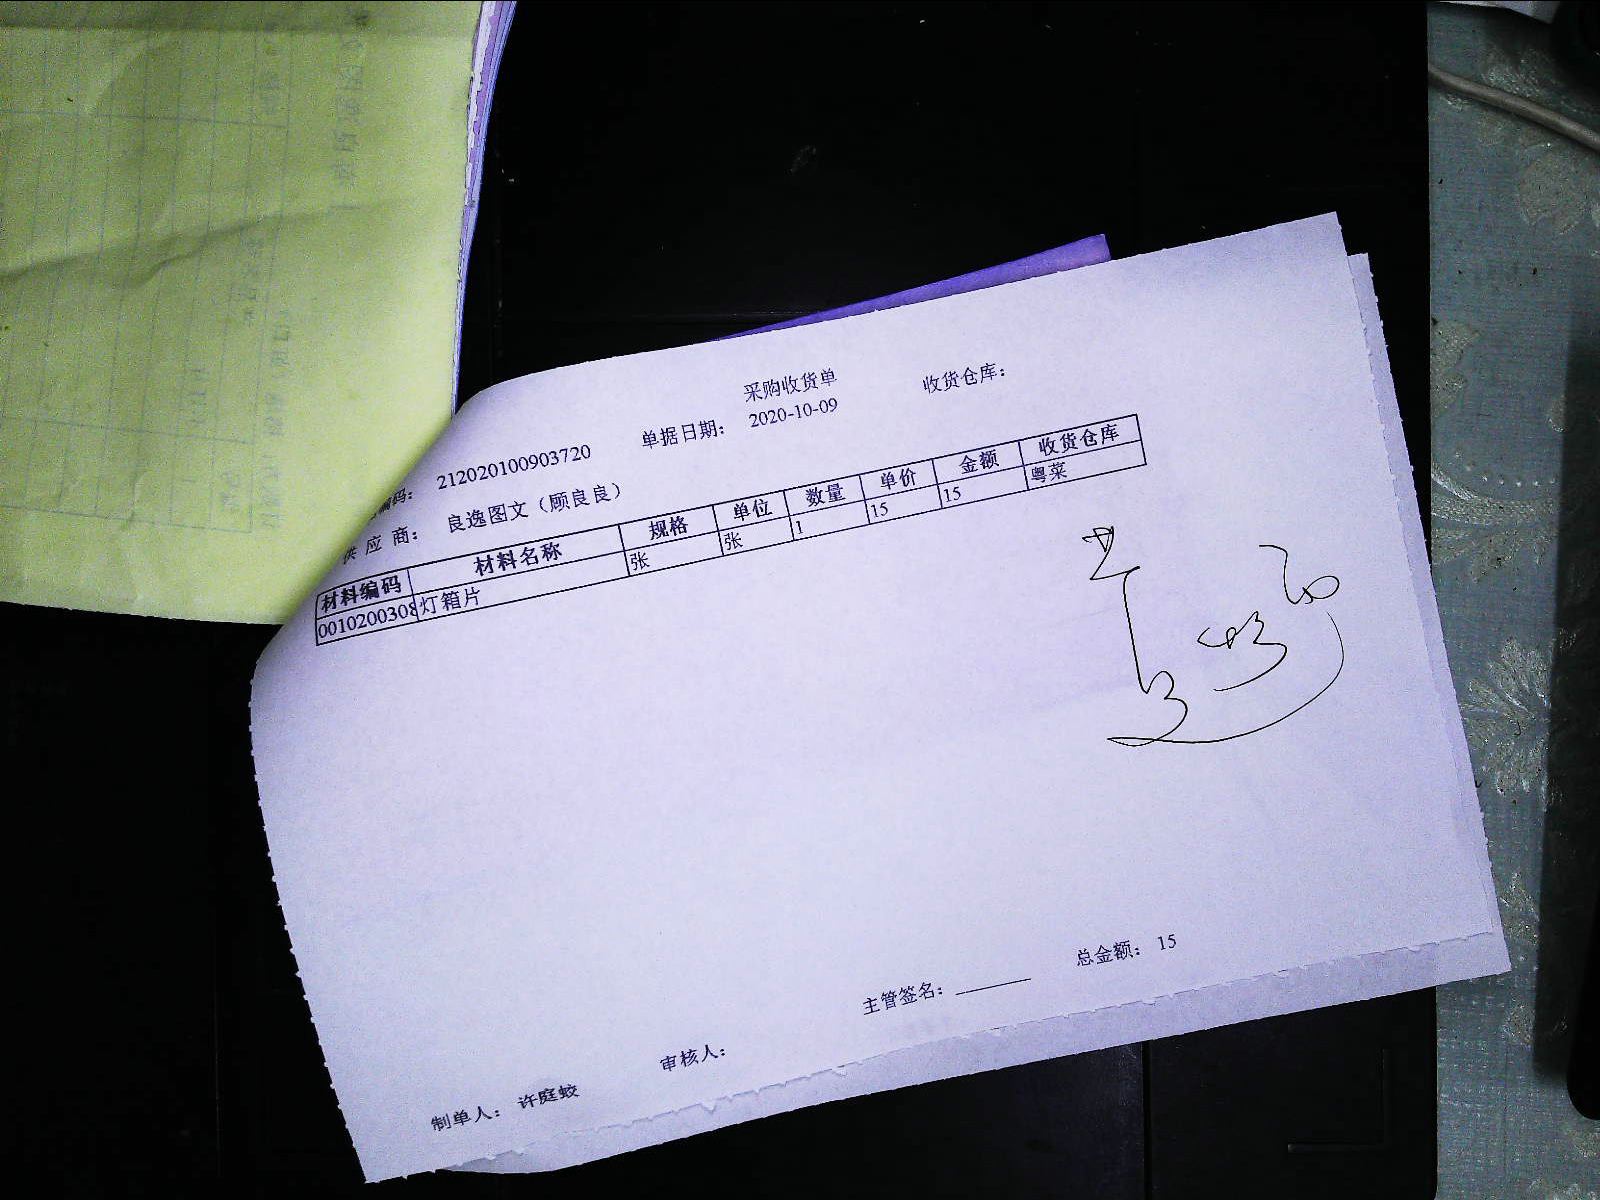 采购收货单
编码： 212020100903720 单据日期： 2020-10-09 收货仓库：
供 应 商： 良逸图文（顾良良）
材料编码 材料名称 规格 单位 数量 单价 金额 收货仓库
001020030 灯箱片 张 张 1 15 15 粤菜
主管签名： 总金额： 15
制单人： 许庭蛟 审核人：